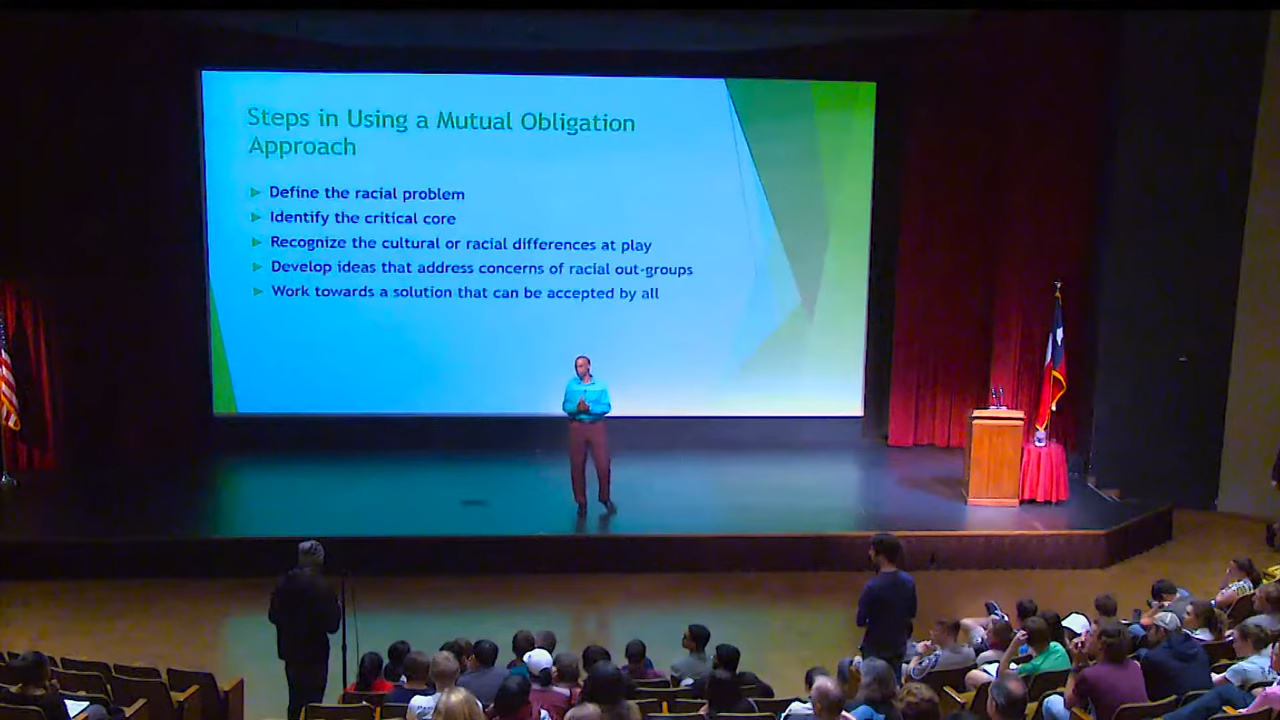 Steps in Using a Mutual Obligation
Approach
Define the racial problem
Identify the critical core
Recognize the cultural or racial differences at play
Develop ideas that address concerns of racial out-groups
Work towards a solution that can be accepted by all